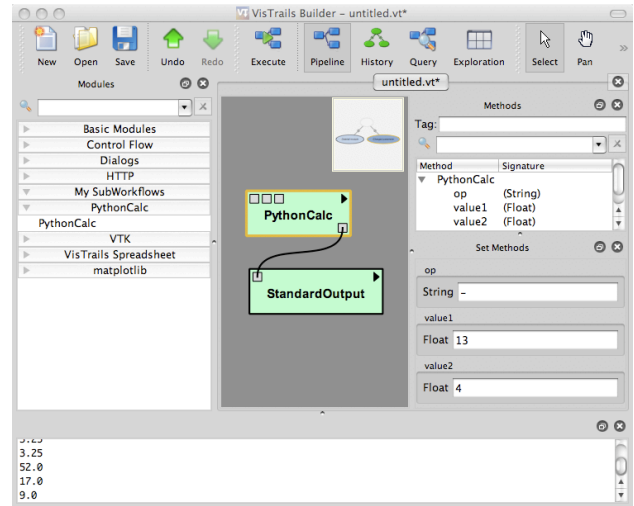 VisTrails Builder – untitled.vt*
New Open Save Undo Redo Execute Pipeline History Query Exploration Select Pan »
untitled.vt*
Modules
Basic Modules
Control Flow
Dialogs
HTTP
My SubWorkflows
PythonCalc
PythonCalc
VTK
VisTrails Spreadsheet
matplotlib
PythonCalc
StandardOutput
Methods
Tag:
Method Signature
PythonCalc
op (String)
value1 (Float)
value2 (Float)
Set Methods
op
String –
value1
Float 13
value2
Float 4
3.25
52.0
17.0
9.0